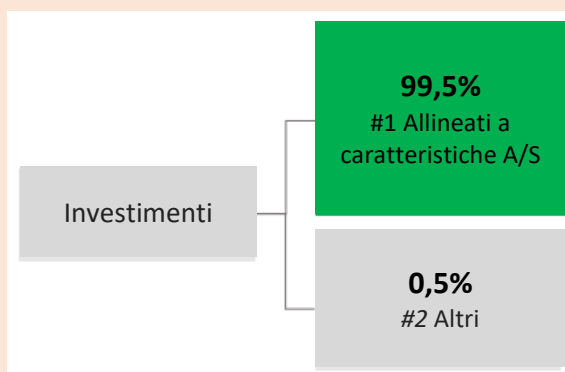 99,5%
#1 Allineati a
caratteristiche A/S
Investimenti
0,5%
#2 Altri